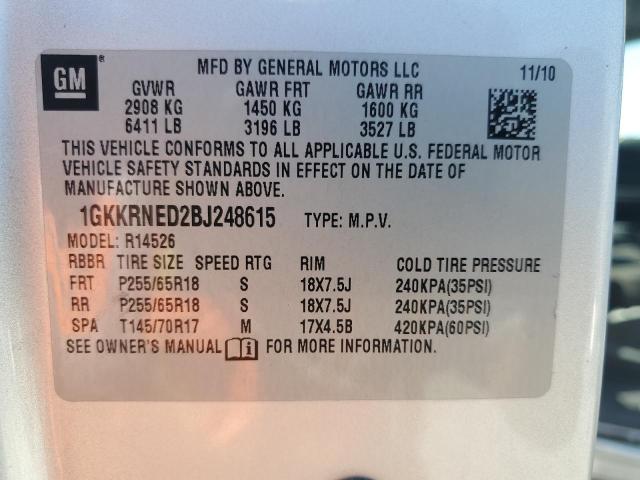 GM ® MFD BY GENERAL MOTORS LLC 11/10
GVWR GAWR FRT GAWR RR
2908 KG 1450 KG 1600 KG
6411 LB 3196 LB 3527 LB
THIS VEHICLE CONFORMS TO ALL APPLICABLE U.S. FEDERAL MOTOR
VEHICLE SAFETY STANDARDS IN EFFECT ON THE DATE OF
MANUFACTURE SHOWN ABOVE.
1GKKRNED2BJ248615 TYPE: M.P.V.
MODEL: R14526
RBBR TIRE SIZE SPEED RTG RIM COLD TIRE PRESSURE
FRT P255/65R18 S 18X7.5J 240KPA(35PSI)
RR P255/65R18 S 18X7.5J 240KPA(35PSI)
SPA T145/70R17 M 17X4.5B 420KPA(60PSI)
SEE OWNER'S MANUAL i FOR MORE INFORMATION.